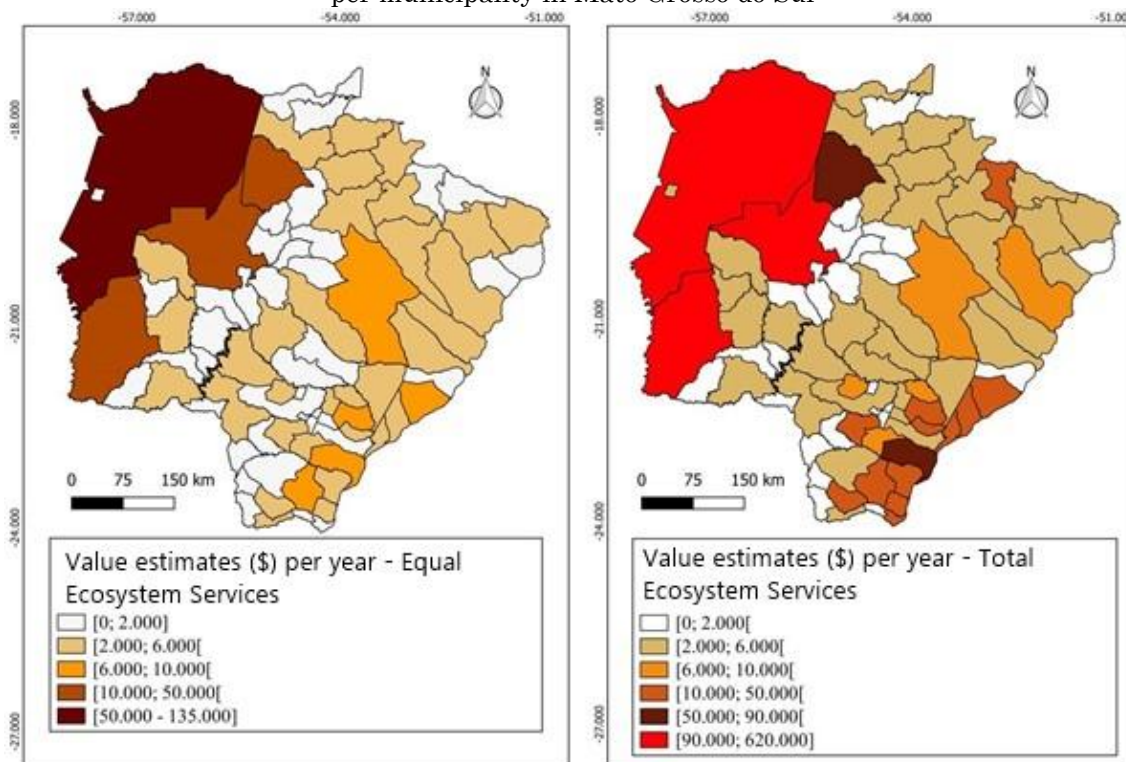 per municipality in Mato Grosso do Sul
-57.000 -54.000 -51.000
-57.000 -54.000 -51.000
N
N
-18.000
-18.000
-21.000
-21.000
0 75 150 km
0 75 150 km
-24.000
-24.000
Value estimates ($) per year - Equal
Ecosystem Services
[0; 2.000]
[2.000; 6.000[
[6.000; 10.000[
[10.000; 50.000[
[50.000 - 135.000]
Value estimates ($) per year - Total
Ecosystem Services
[0; 2.000[
[2.000; 6.000[
[6.000; 10.000[
[10.000; 50.000[
[50.000; 90.000[
[90.000; 620.000]
-27.000
-27.000